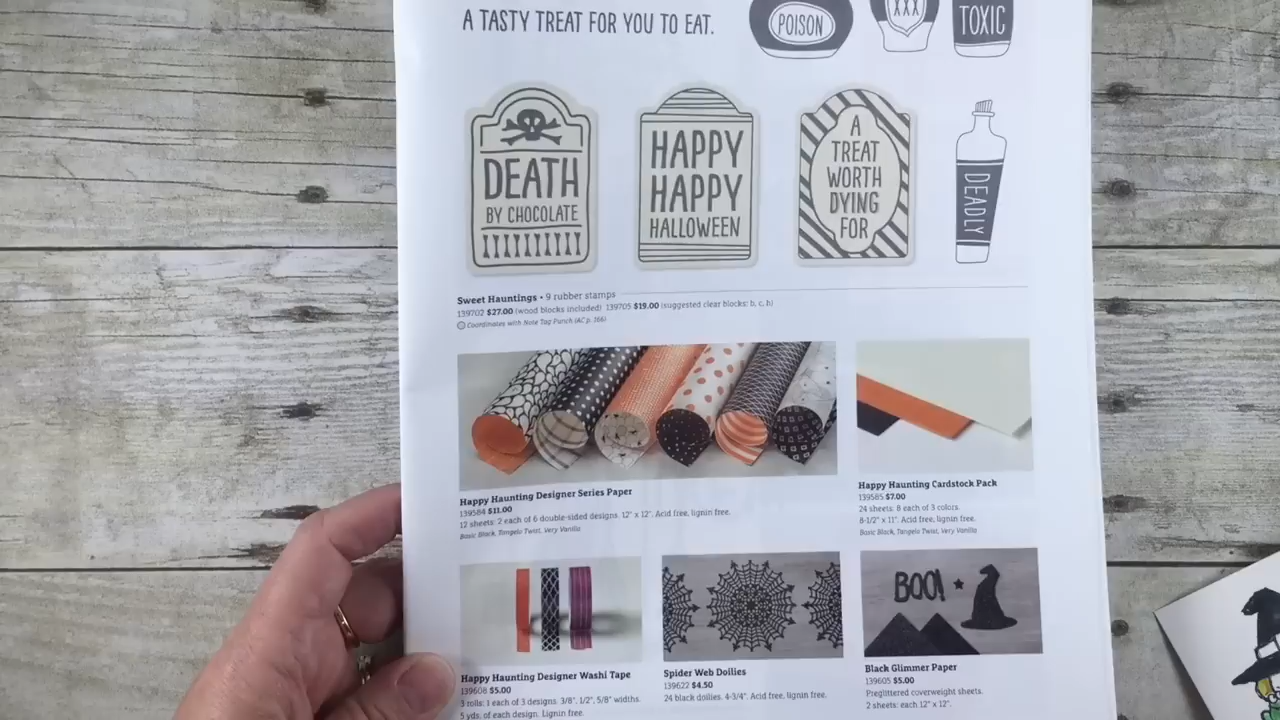 A TASTY TREAT FOR YOU TO EAT.
POISON
XXX
TOXIC
DEATH
BY CHOCOLATE
HAPPY
HAPPY
HALLOWEEN
A
TREAT
WORTH
DYING
FOR
DEADLY
Sweet Hauntings • 9 rubber stamps
139702 $27.00 (wood blocks included) 139705 $19.00 (suggested clear blocks: b, c, h)
Coordinates with Note Tag Punch (AC p. 166)
Happy Haunting Designer Series Paper
139584 $11.00
12 sheets: 2 each of 6 double-sided designs. 12" x 12". Acid free, lignin free.
Basic Black, Tangelo Twist, Very Vanilla
Happy Haunting Cardstock Pack
139585 $7.00
24 sheets: 8 each of 3 colors.
8-1/2" x 11". Acid free, lignin free.
Basic Black, Tangelo Twist, Very Vanilla
BOO!
Happy Haunting Designer Washi Tape
139608 $5.00
3 rolls: 1 each of 3 designs. 3/8", 1/2", 5/8" widths.
5 yds. of each design. Lignin free.
Spider Web Doilies
139622 $4.50
24 black doilies. 4-3/4". Acid free, lignin free.
Black Glimmer Paper
139605 $5.00
Preglittered coverweight sheets.
2 sheets: each 12" x 12".